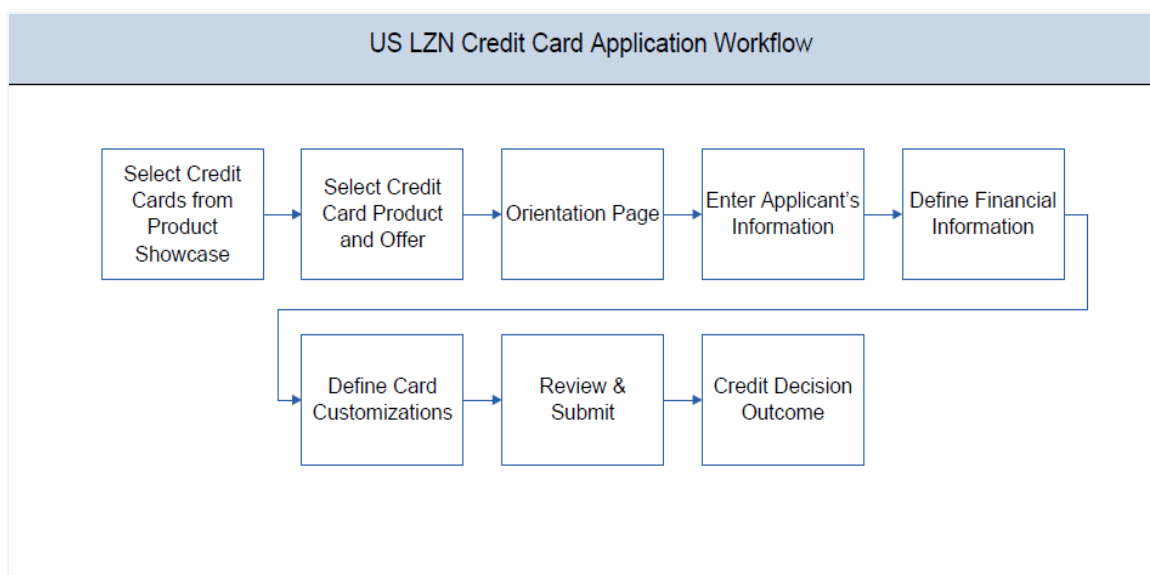 US LZN Credit Card Application Workflow
Select Credit
Cards from
Product
Showcase
Select Credit
Card Product
and Offer
Orientation Page
Enter Applicant's
Information
Define Financial
Information
Define Card
Customizations
Review &
Submit
Credit Decision
Outcome